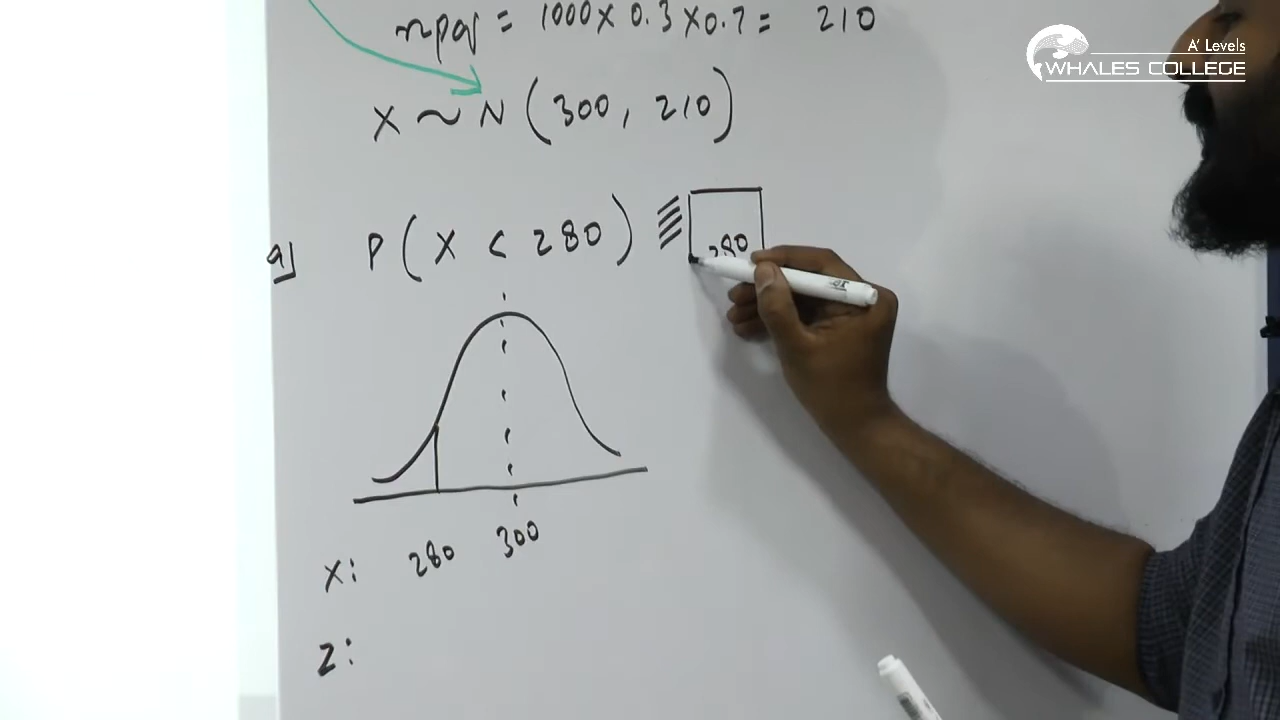 npq = 1000 × 0.3 × 0.7 = 210
A' Levels
WHALES COLLEGE
X ~ N (300, 210)
a) P ( X < 280 ) 280
X: 280 300
Z: